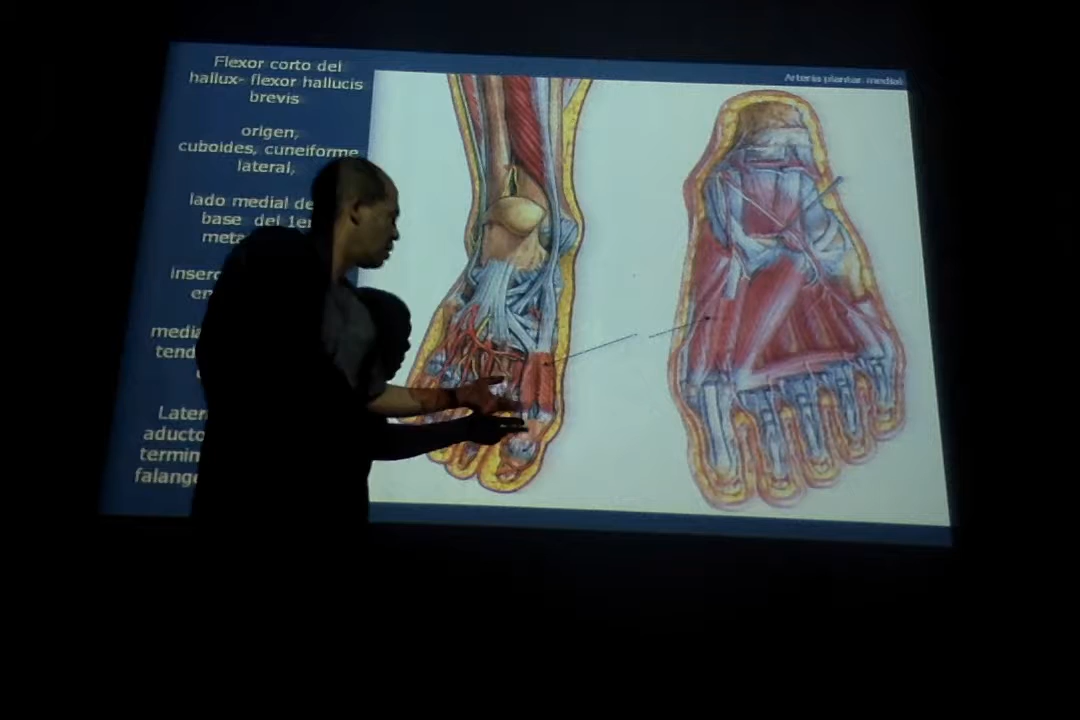 Flexor corto del
hallux- flexor hallucis
brevis
origen,
cuboides, cuneiforme
lateral,
lado medial de
base del 1er
meta
inserc
en
media
tend
Later
aducto
termin
falang
Arteria plantar medial